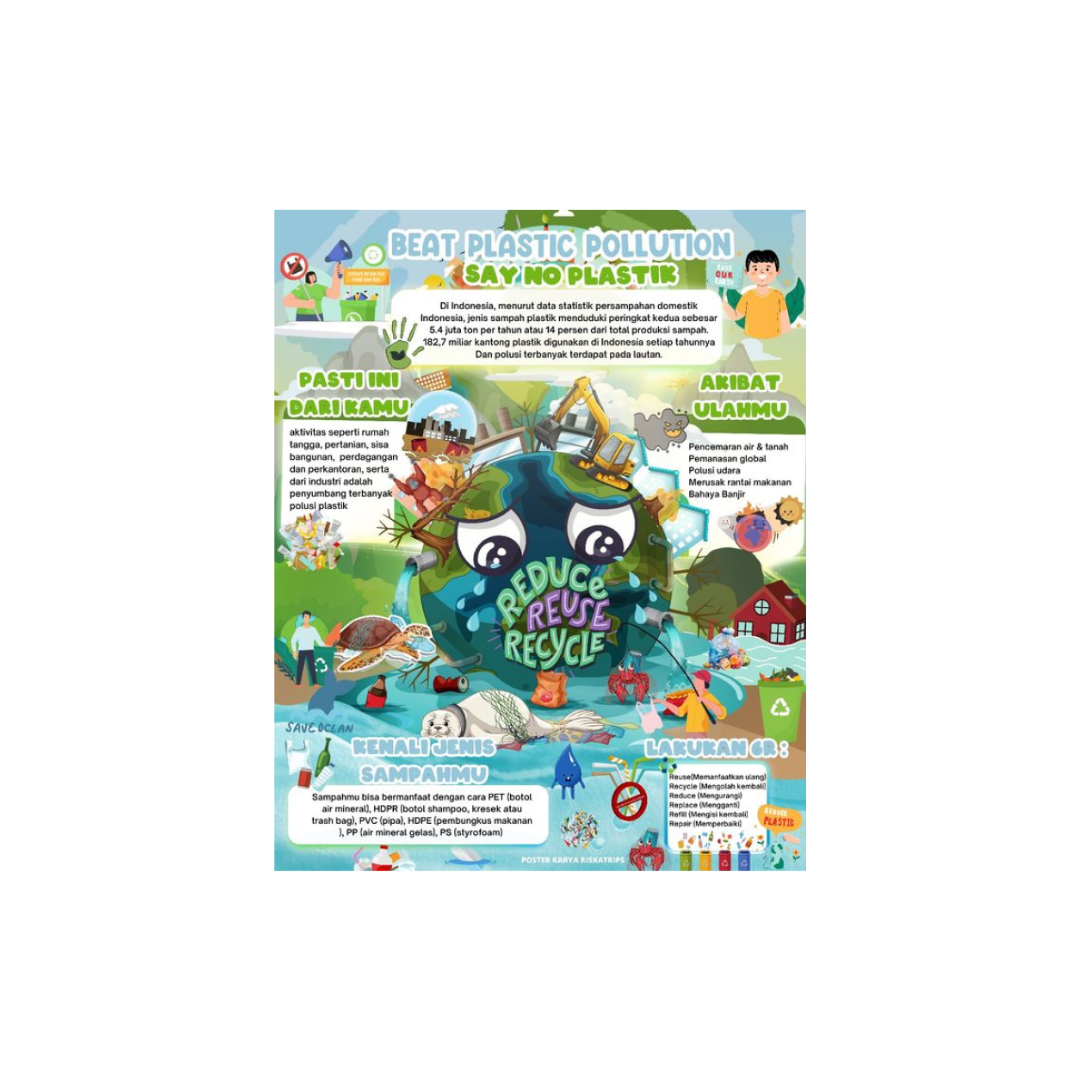 BEAT PLASTIC POLLUTION
SAY NO PLASTIK
SAVE
OUR
EARTH
Di Indonesia, menurut data statistik persampahan domestik
Indonesia, jenis sampah plastik menduduki peringkat kedua sebesar
5.4 juta ton per tahun atau 14 persen dari total produksi sampah.
182,7 miliar kantong plastik digunakan di Indonesia setiap tahunnya
Dan polusi terbanyak terdapat pada lautan.
PASTI INI
DARI KAMU
aktivitas seperti rumah
tangga, pertanian, sisa
bangunan, perdagangan
dan perkantoran, serta
dari industri adalah
penyumbang terbanyak
polusi plastik
AKIBAT
ULAHMU
Pencemaran air & tanah
Pemanasan global
Polusi udara
Merusak rantai makanan
Bahaya Banjir
REDUCE
REUSE
RECYCLE
SAVE OCEAN
KENALI JENIS
SAMPAHMU
Sampahmu bisa bermanfaat dengan cara PET (botol
air mineral), HDPR (botol shampoo, kresek atau
trash bag), PVC (pipa), HDPE (pembungkus makanan
), PP (air mineral gelas), PS (styrofoam)
LAKUKAN 6R :
Reuse(Memanfaatkan ulang)
Recycle (Mengolah kembali)
Reduce (Mengurangi)
Replace (Mengganti)
Refill (Mengisi kembali)
Repair (Memperbaiki)
REDUCE
PLASTIC
POSTER KARYA RISKATRIPS